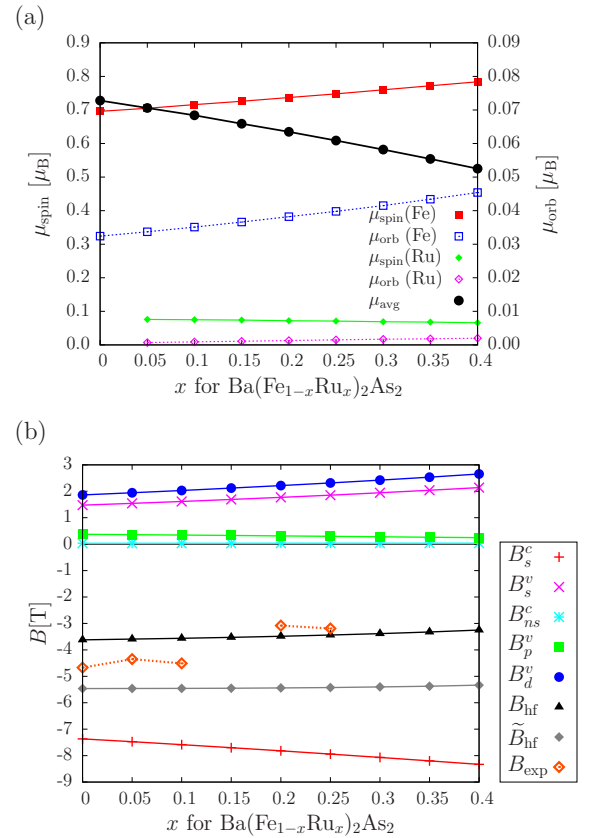 (a)
0.9 0.09
0.8 0.08
0.7 0.07
0.6 0.06
0.5 0.05
0.4 0.04
0.3 0.03
0.2 0.02
0.1 0.01
0.0 0.00
μspin [μB]
μorb [μB]
μspin(Fe)
μorb (Fe)
μspin(Ru)
μorb (Ru)
μavg
0 0.05 0.1 0.15 0.2 0.25 0.3 0.35 0.4
x for Ba(Fe1−xRux)2As2
(b)
3
2
1
0
-1
-2
-3
-4
-5
-6
-7
-8
-9
B[T]
0 0.05 0.1 0.15 0.2 0.25 0.3 0.35 0.4
x for Ba(Fe1−xRux)2As2
B^c_s
B^v_s
B^c_ns
B^v_p
B^v_d
Bhf
B̃hf
Bexp